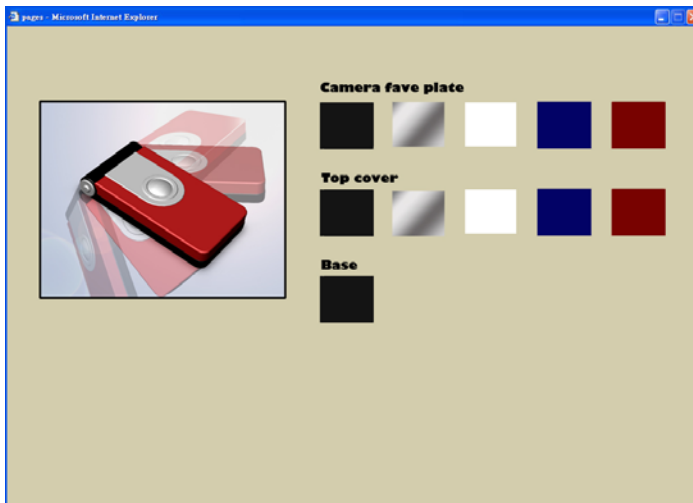 pages - Microsoft Internet Explorer
Camera fave plate
Top cover
Base